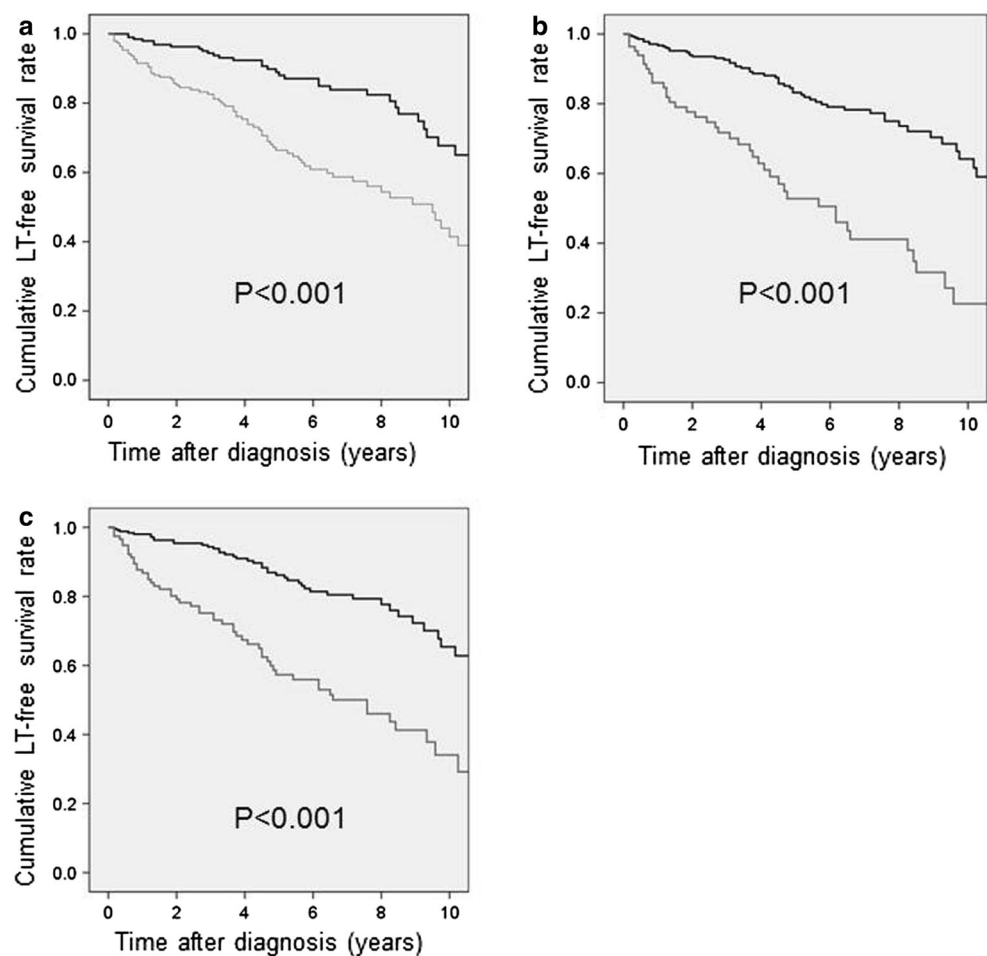 a
Cumulative LT-free survival rate
1.0
0.8
0.6
0.4
0.2
0.0
P<0.001
0 2 4 6 8 10
Time after diagnosis (years)
b
Cumulative LT-free survival rate
1.0
0.8
0.6
0.4
0.2
0.0
P<0.001
0 2 4 6 8 10
Time after diagnosis (years)
c
Cumulative LT-free survival rate
1.0
0.8
0.6
0.4
0.2
0.0
P<0.001
0 2 4 6 8 10
Time after diagnosis (years)